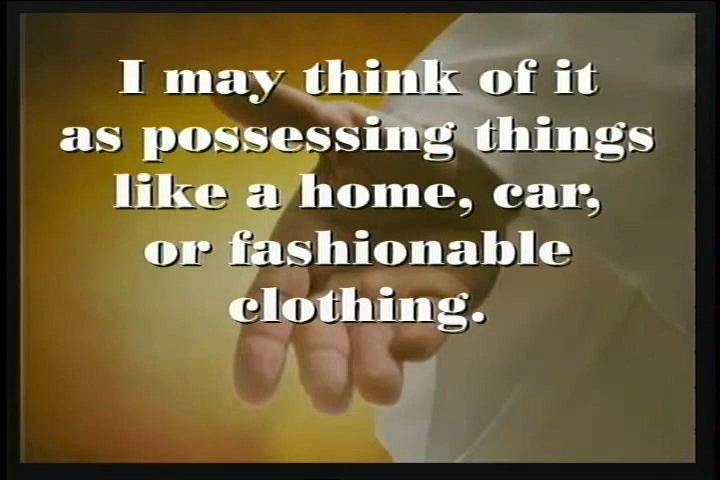 I may think of it
as possessing things
like a home, car,
or fashionable
clothing.